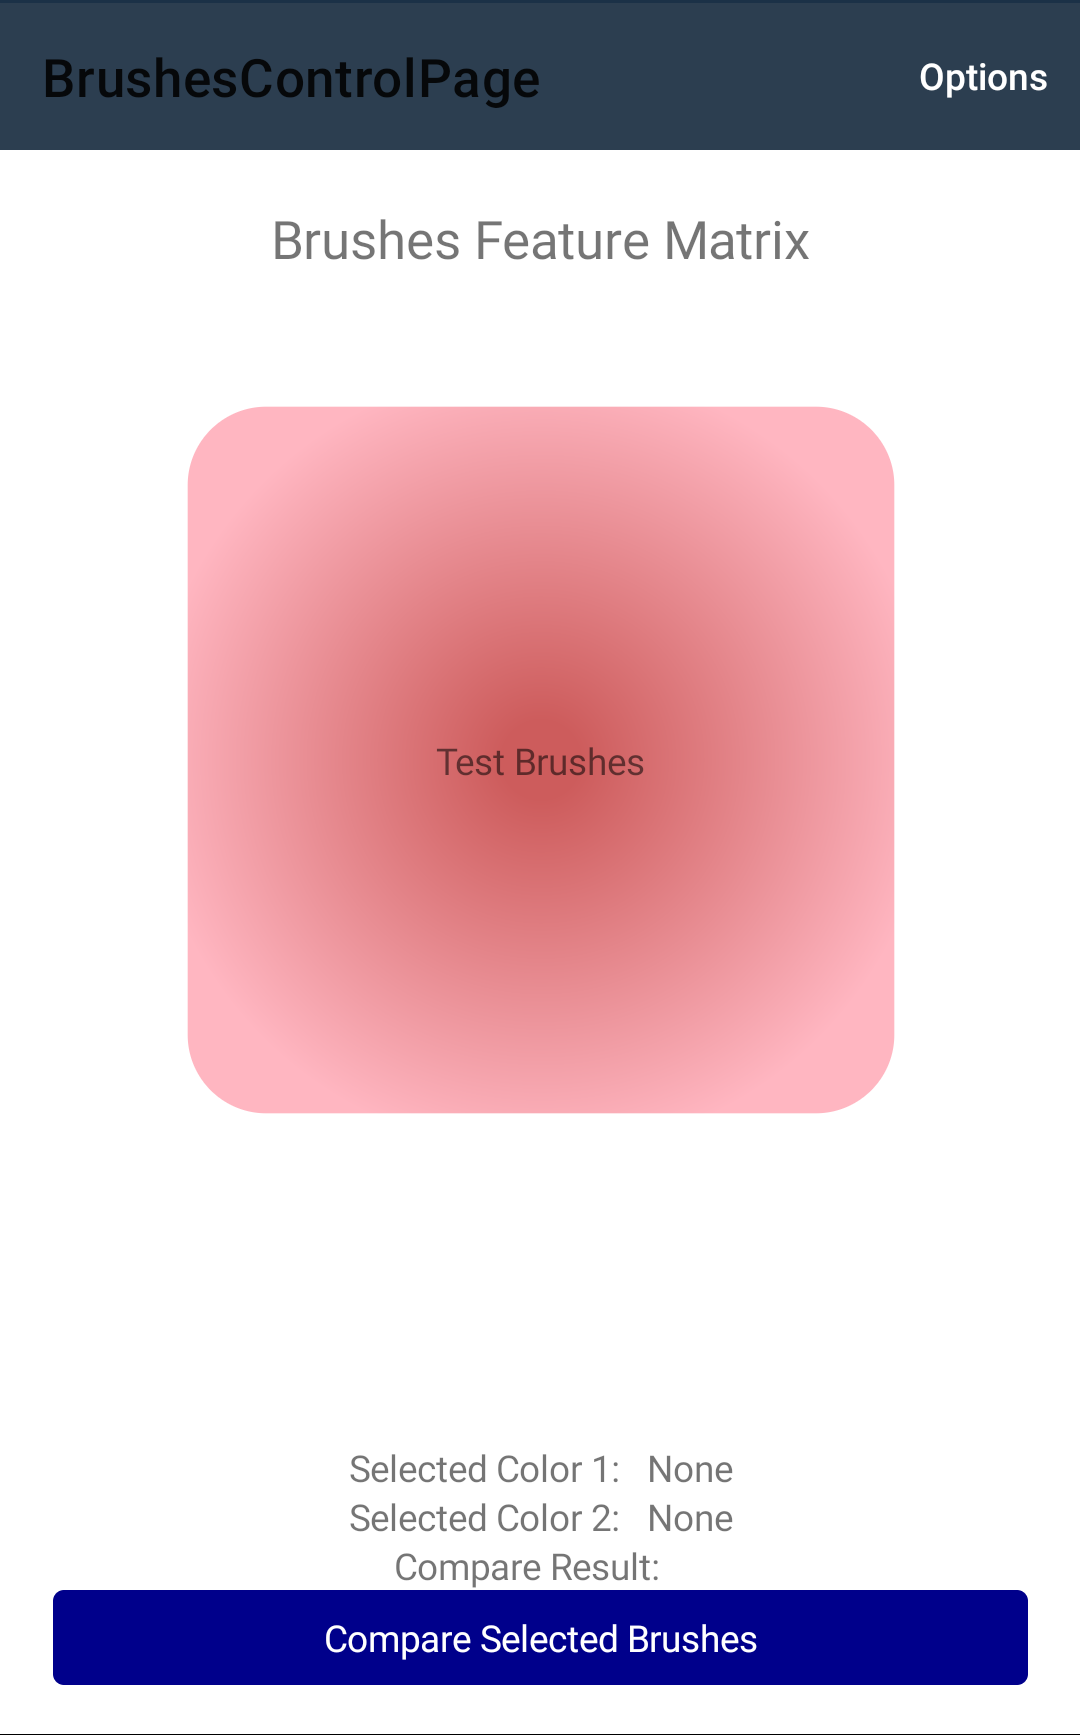 BrushesControlPage
Options
Brushes Feature Matrix
Test Brushes
Selected Color 1: None
Selected Color 2: None
Compare Result:
Compare Selected Brushes